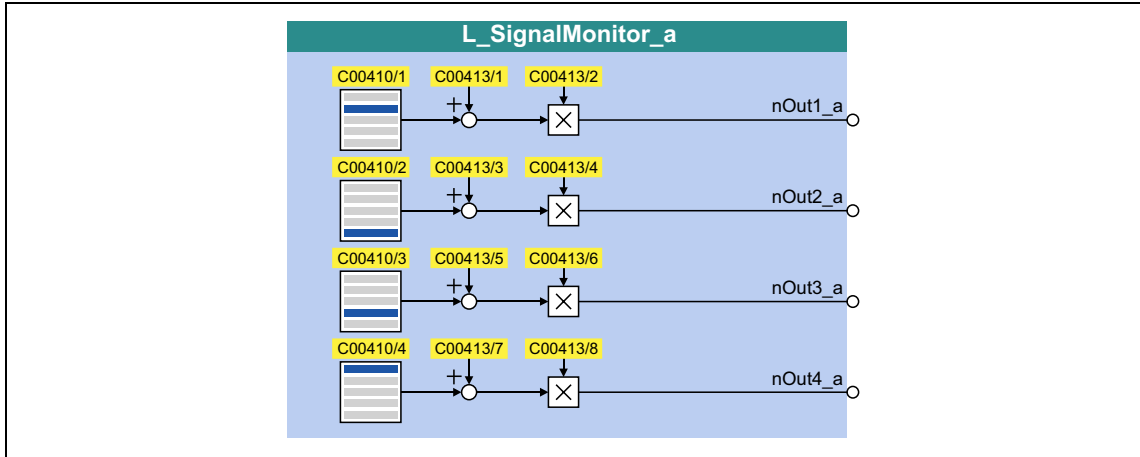 L_SignalMonitor_a
C00410/1 C00413/1 C00413/2
+
×
nOut1_a
C00410/2 C00413/3 C00413/4
+
×
nOut2_a
C00410/3 C00413/5 C00413/6
+
×
nOut3_a
C00410/4 C00413/7 C00413/8
+
×
nOut4_a